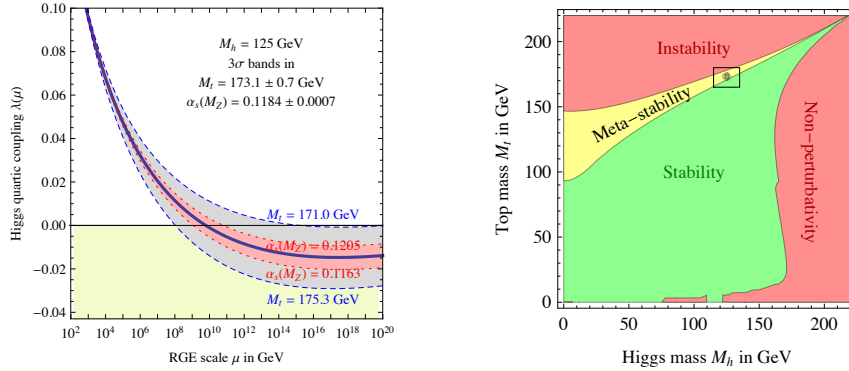 M_h = 125 GeV
3σ bands in
M_t = 173.1 ± 0.7 GeV
α_s(M_Z) = 0.1184 ± 0.0007
M_t = 171.0 GeV
α_s(M_Z) = 0.1205
α_s(M_Z) = 0.1163
M_t = 175.3 GeV
Higgs quartic coupling λ(μ)
0.10
0.08
0.06
0.04
0.02
0.00
−0.02
−0.04
10^2 10^4 10^6 10^8 10^10 10^12 10^14 10^16 10^18 10^20
RGE scale μ in GeV
Instability
Meta−stability
Stability
Non−perturbativity
Top mass M_t in GeV
200
150
100
50
0
0 50 100 150 200
Higgs mass M_h in GeV